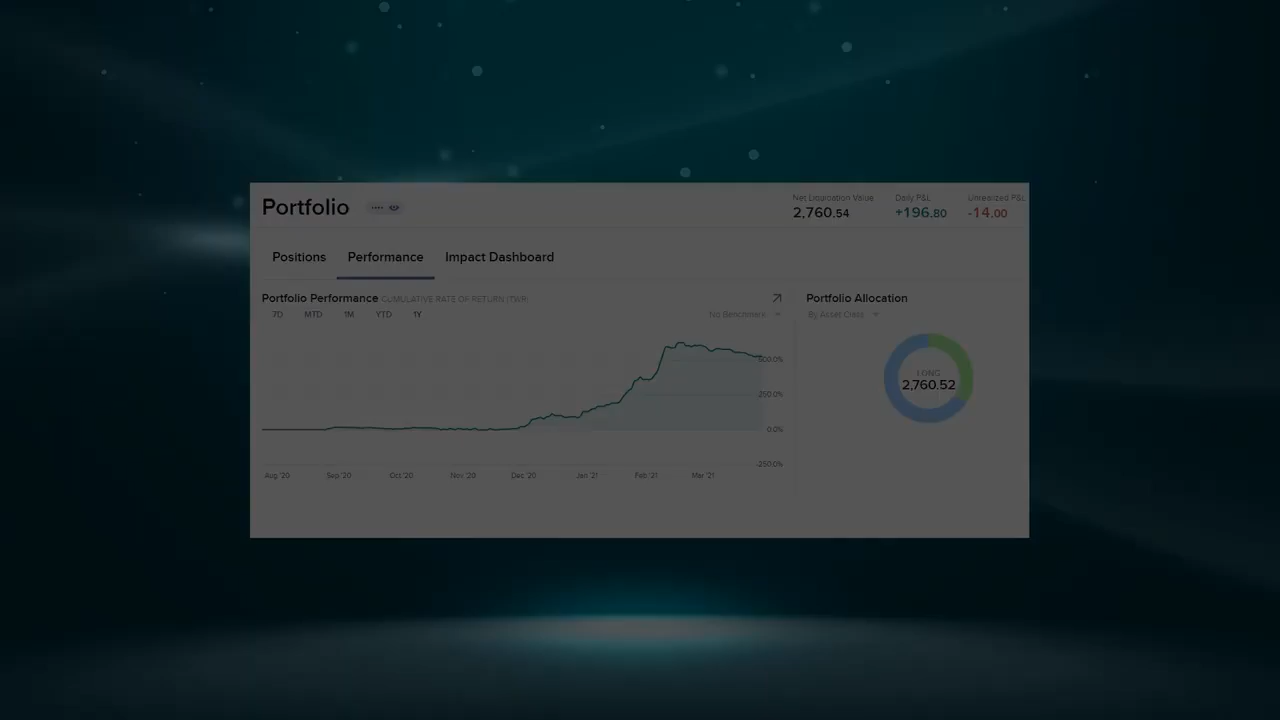 Portfolio
Net Liquidation Value Daily P&L Unrealized P&L
2,760.54 +196.80 -14.00
Positions Performance Impact Dashboard
Portfolio Performance CUMULATIVE RATE OF RETURN (TWR)
Portfolio Allocation
7D MTD 1M YTD 1Y
No Benchmark
By Asset Class
500.0%
LONG
2,760.52
250.0%
0.0%
-250.0%
Aug '20 Sep '20 Oct '20 Nov '20 Dec '20 Jan '21 Feb '21 Mar '21